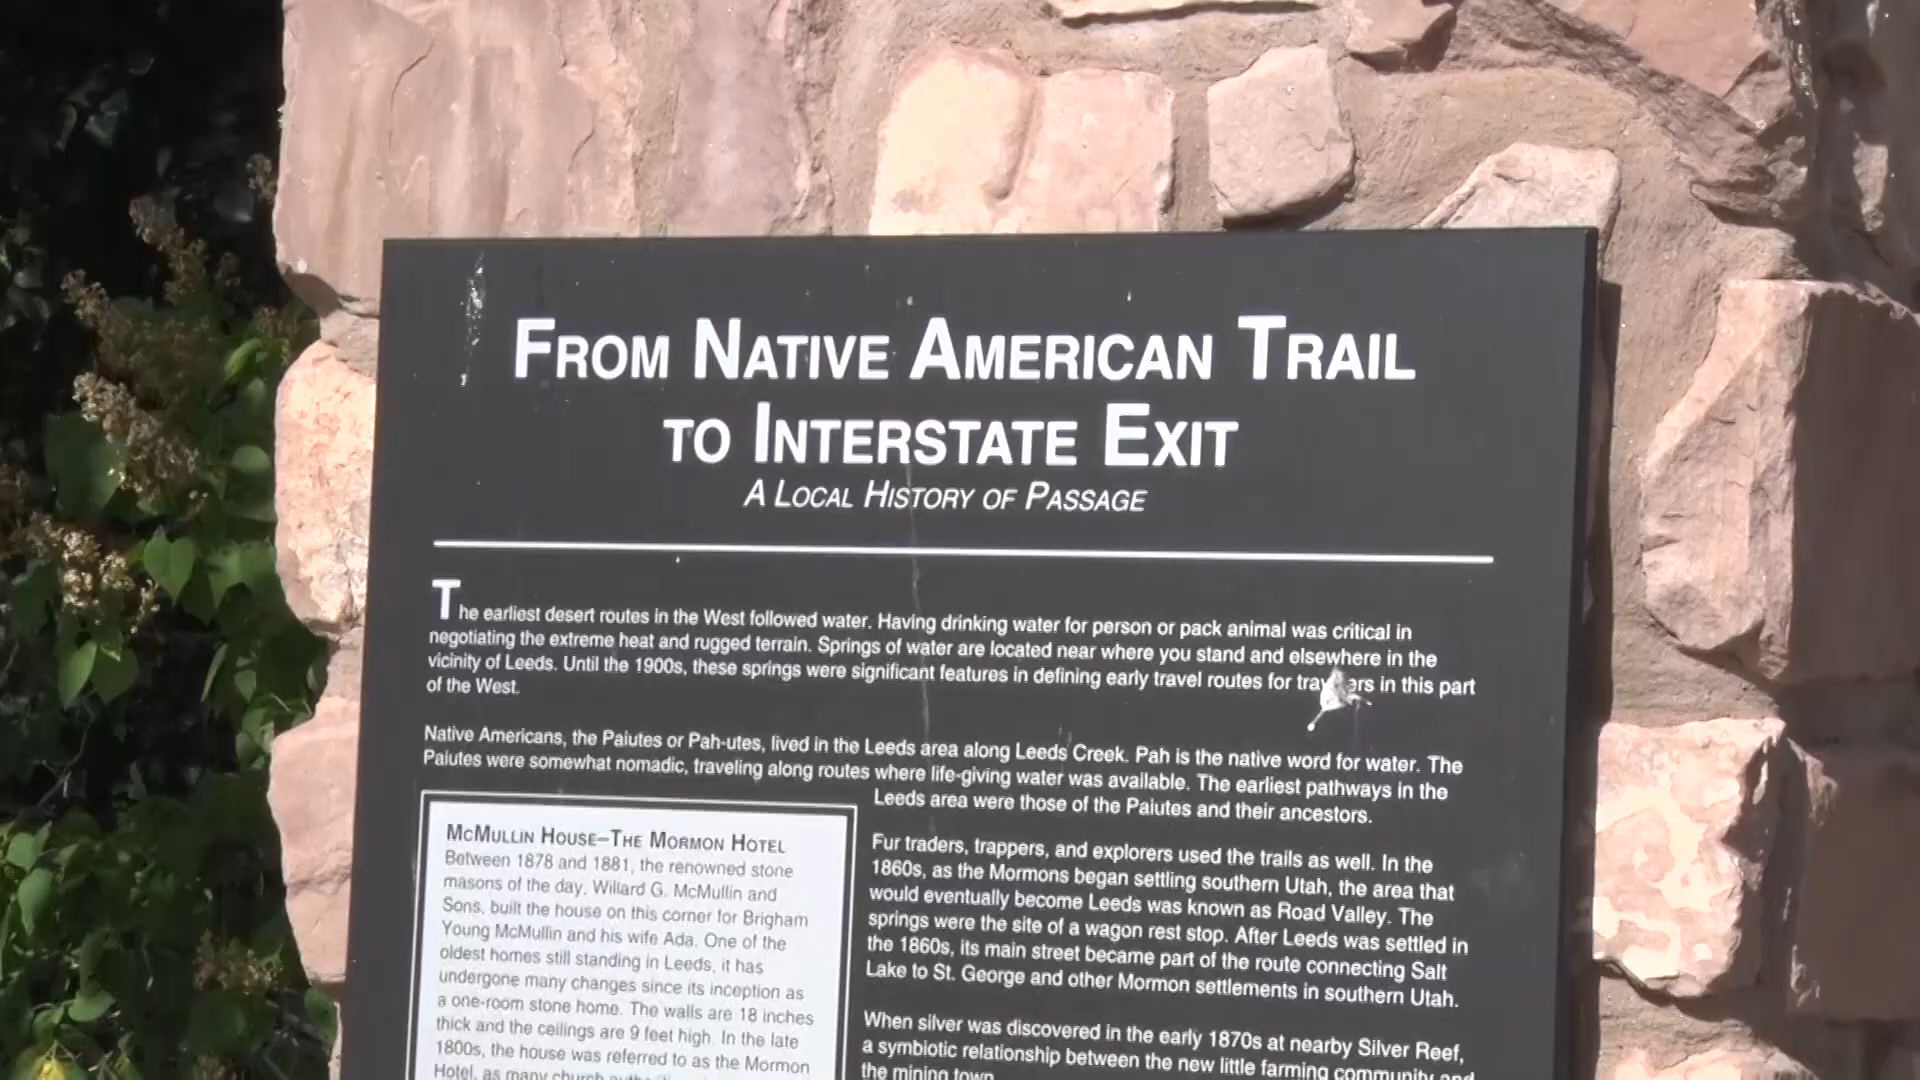 FROM NATIVE AMERICAN TRAIL
TO INTERSTATE EXIT
A LOCAL HISTORY OF PASSAGE
The earliest desert routes in the West followed water. Having drinking water for person or pack animal was critical in
negotiating the extreme heat and rugged terrain. Springs of water are located near where you stand and elsewhere in the
vicinity of Leeds. Until the 1900s, these springs were significant features in defining early travel routes for travelers in this part
of the West.
Native Americans, the Paiutes or Pah-utes, lived in the Leeds area along Leeds Creek. Pah is the native word for water. The
Paiutes were somewhat nomadic, traveling along routes where life-giving water was available. The earliest pathways in the
Leeds area were those of the Paiutes and their ancestors.
MCMULLIN HOUSE–THE MORMON HOTEL
Between 1878 and 1881, the renowned stone
masons of the day, Willard G. McMullin and
Sons, built the house on this corner for Brigham
Young McMullin and his wife Ada. One of the
oldest homes still standing in Leeds, it has
undergone many changes since its inception as
a one-room stone home. The walls are 18 inches
thick and the ceilings are 9 feet high. In the late
1800s, the house was referred to as the Mormon
Hotel, as many church
Fur traders, trappers, and explorers used the trails as well. In the
1860s, as the Mormons began settling southern Utah, the area that
would eventually become Leeds was known as Road Valley. The
springs were the site of a wagon rest stop. After Leeds was settled in
the 1860s, its main street became part of the route connecting Salt
Lake to St. George and other Mormon settlements in southern Utah.
When silver was discovered in the early 1870s at nearby Silver Reef,
a symbiotic relationship between the new little farming community and
the mining town